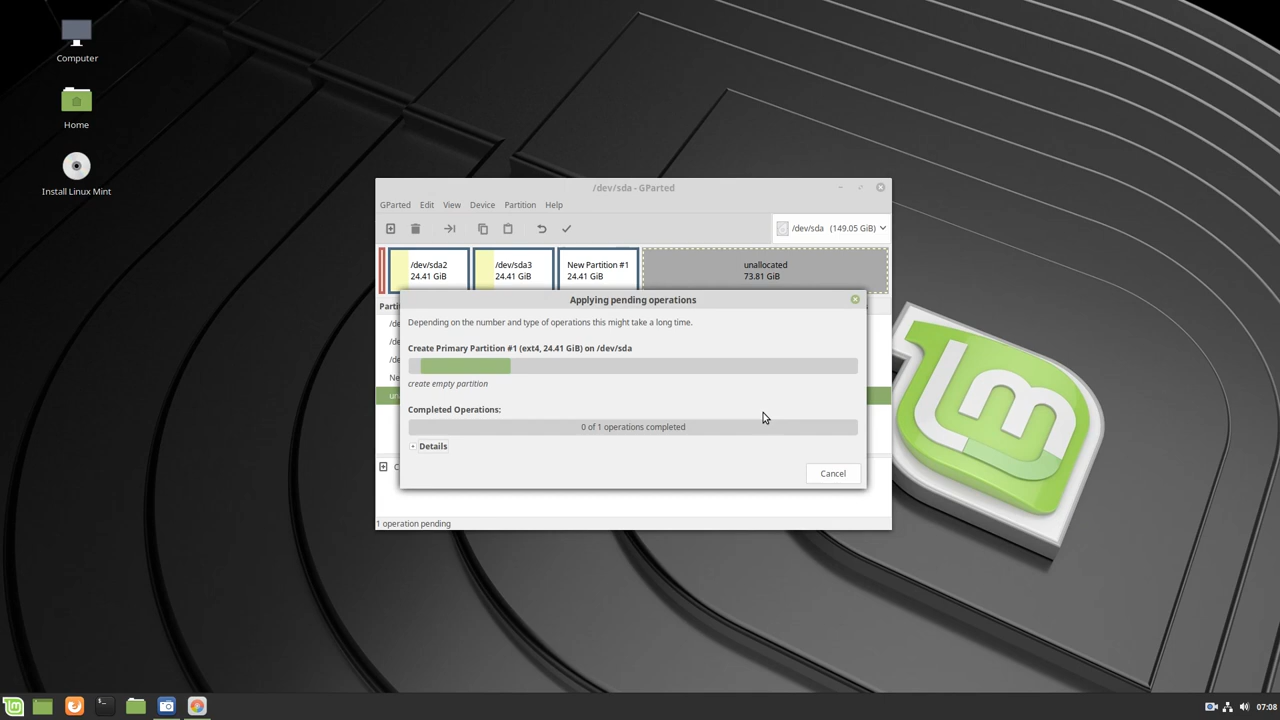 Computer
Home
Install Linux Mint
/dev/sda - GParted
GParted Edit View Device Partition Help
/dev/sda (149.05 GiB)
/dev/sda2
24.41 GiB
/dev/sda3
24.41 GiB
New Partition #1
24.41 GiB
unallocated
73.81 GiB
Applying pending operations
Depending on the number and type of operations this might take a long time.
Create Primary Partition #1 (ext4, 24.41 GiB) on /dev/sda
create empty partition
Completed Operations:
0 of 1 operations completed
Details
Cancel
1 operation pending
07:08